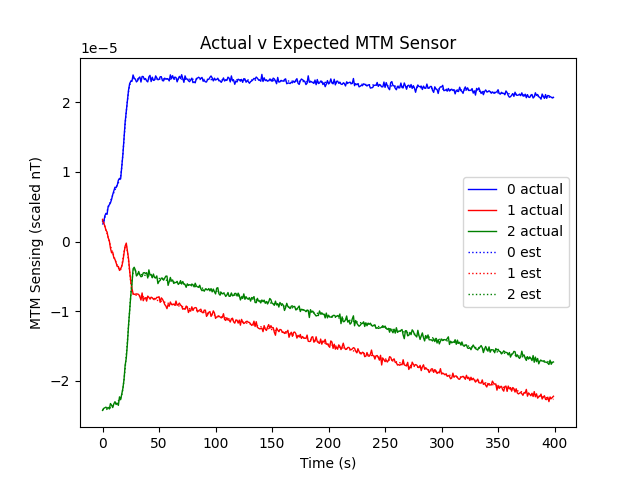 Actual v Expected MTM Sensor
1e−5
MTM Sensing (scaled nT)
2
1
0
−1
−2
0 actual
1 actual
2 actual
0 est
1 est
2 est
0 50 100 150 200 250 300 350 400
Time (s)